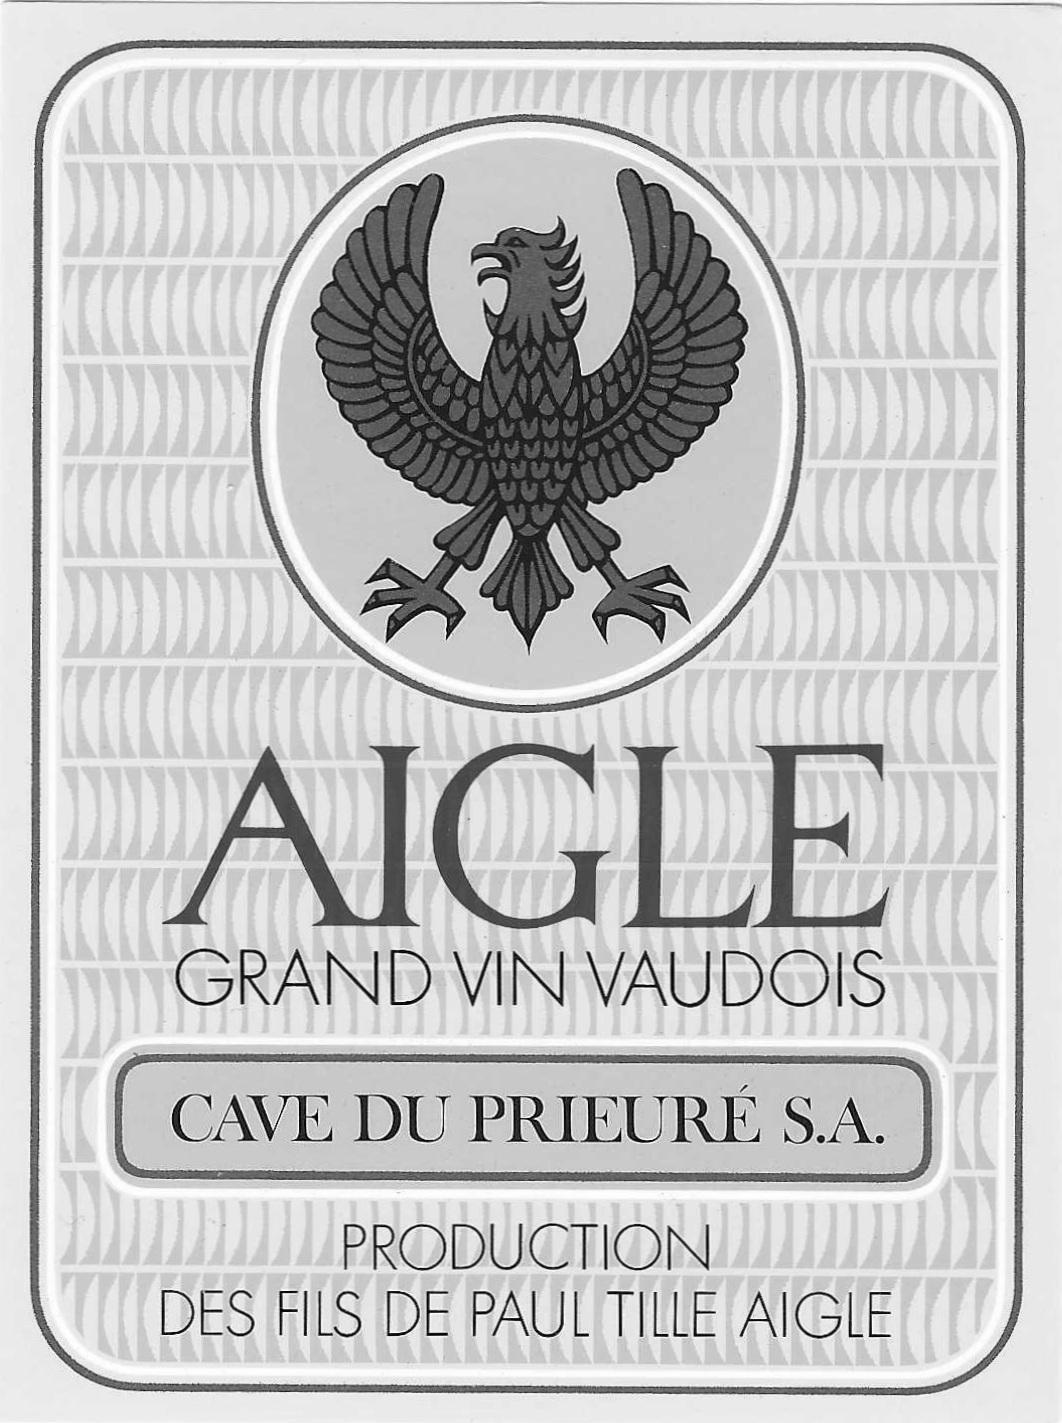 AIGLE
GRAND VIN VAUDOIS
CAVE DU PRIEURÉ S.A.
PRODUCTION
DES FILS DE PAUL TILLE AIGLE